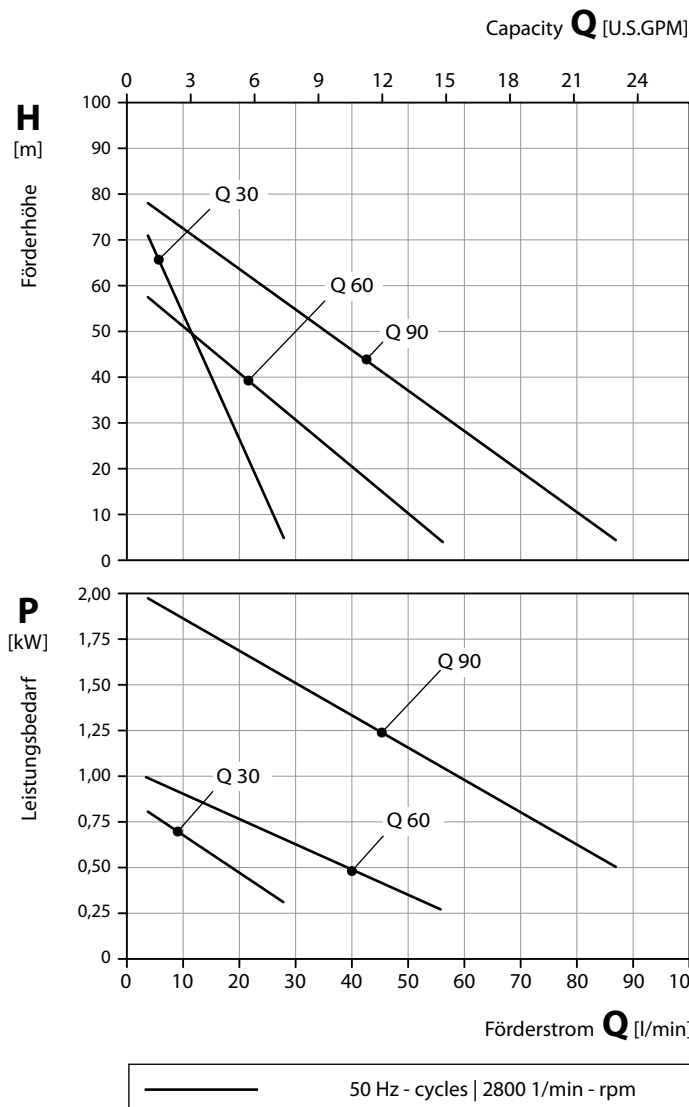 Capacity Q [U.S.GPM]
0 3 6 9 12 15 18 21 24
H
[m]
Förderhöhe
100
90
80
70
60
50
40
30
20
10
0
Q 30
Q 60
Q 90
P
[kW]
Leistungsbedarf
2,00
1,75
1,50
1,25
1,00
0,75
0,50
0,25
0
Q 90
Q 30
Q 60
0 10 20 30 40 50 60 70 80 90 100
Förderstrom Q [l/min]
50 Hz - cycles | 2800 1/min - rpm